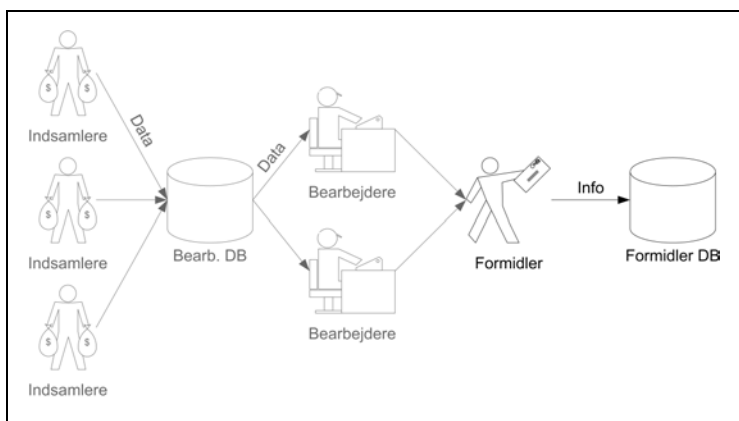 $ $
Indsamlere
Data
$ $
Indsamlere
$ $
Indsamlere
Bearb. DB
Data
Bearbejdere
Bearbejdere
Formidler
Info
Formidler DB